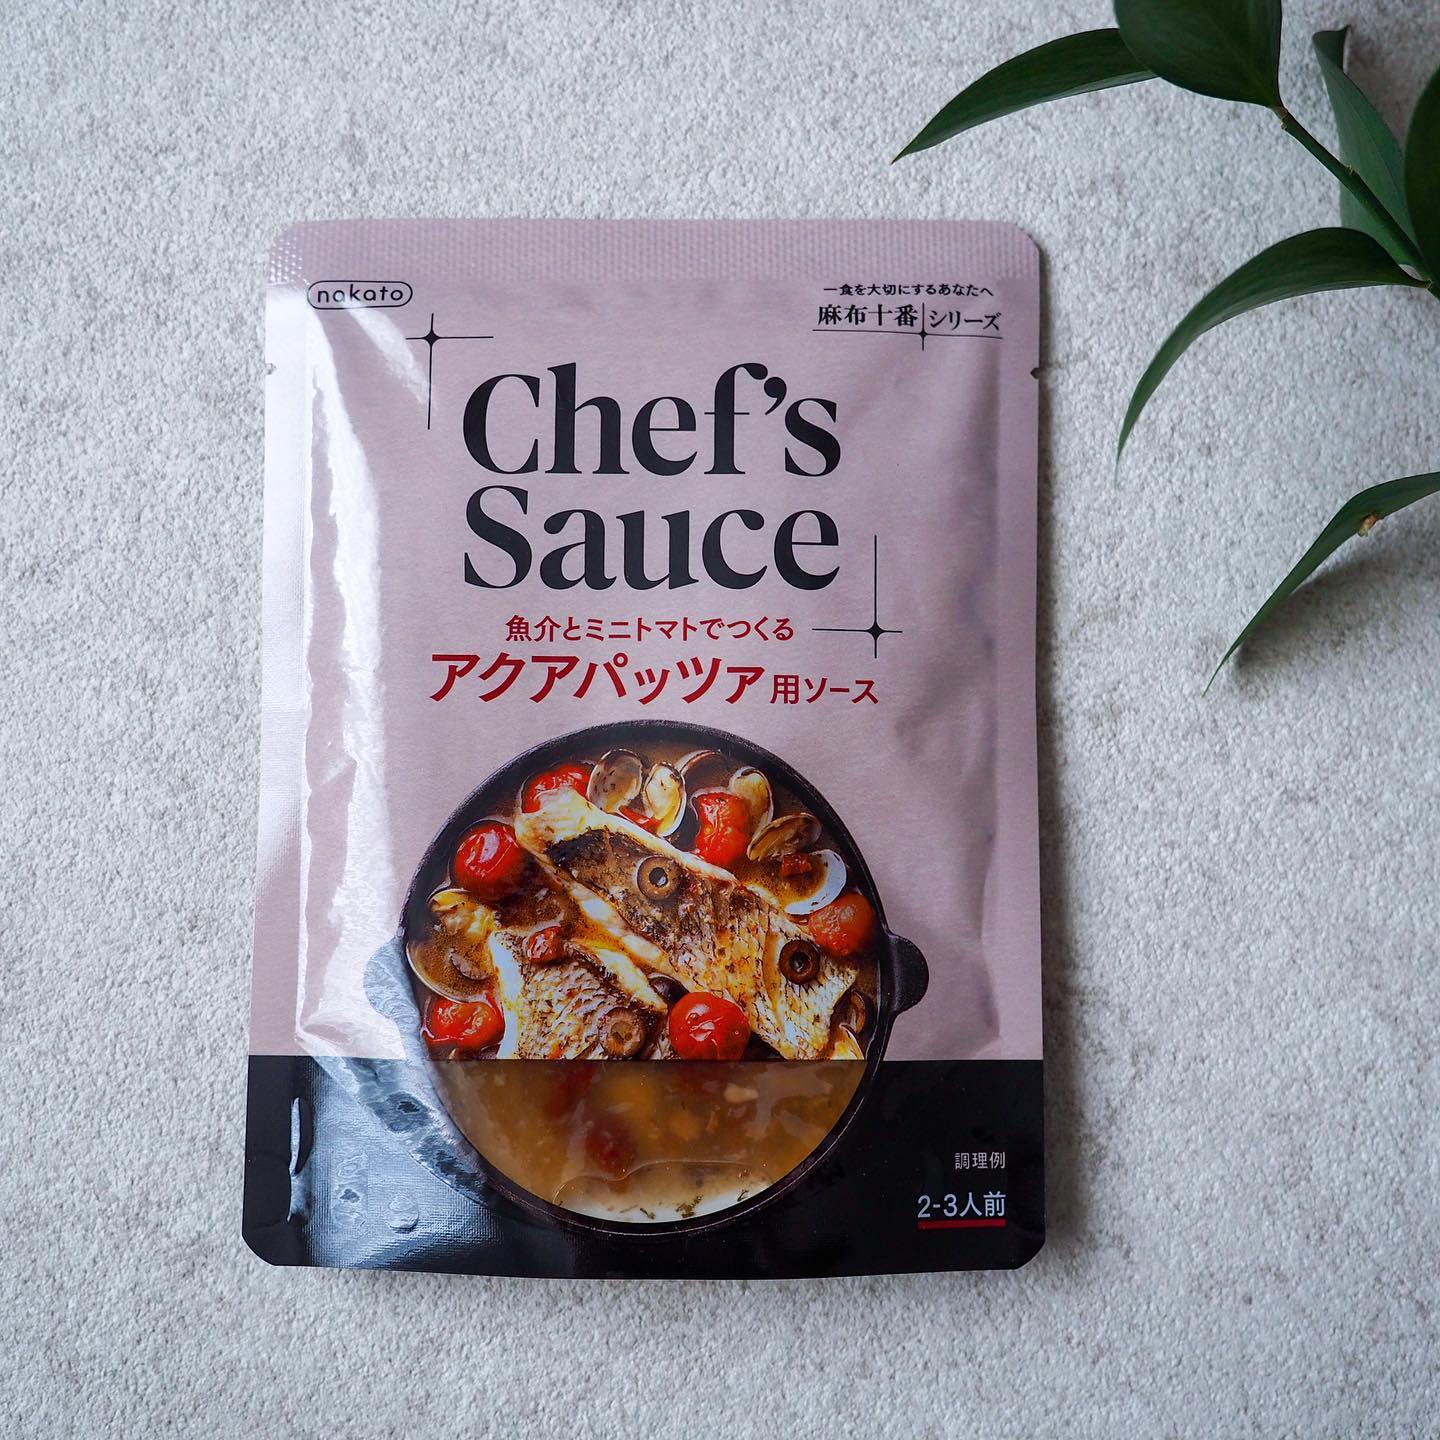 nakato
一食を大切にするあなたへ
麻布十番シリーズ
Chef's
Sauce
魚介とミニトマトでつくる
アクアパッツァ用ソース
調理例
2-3人前